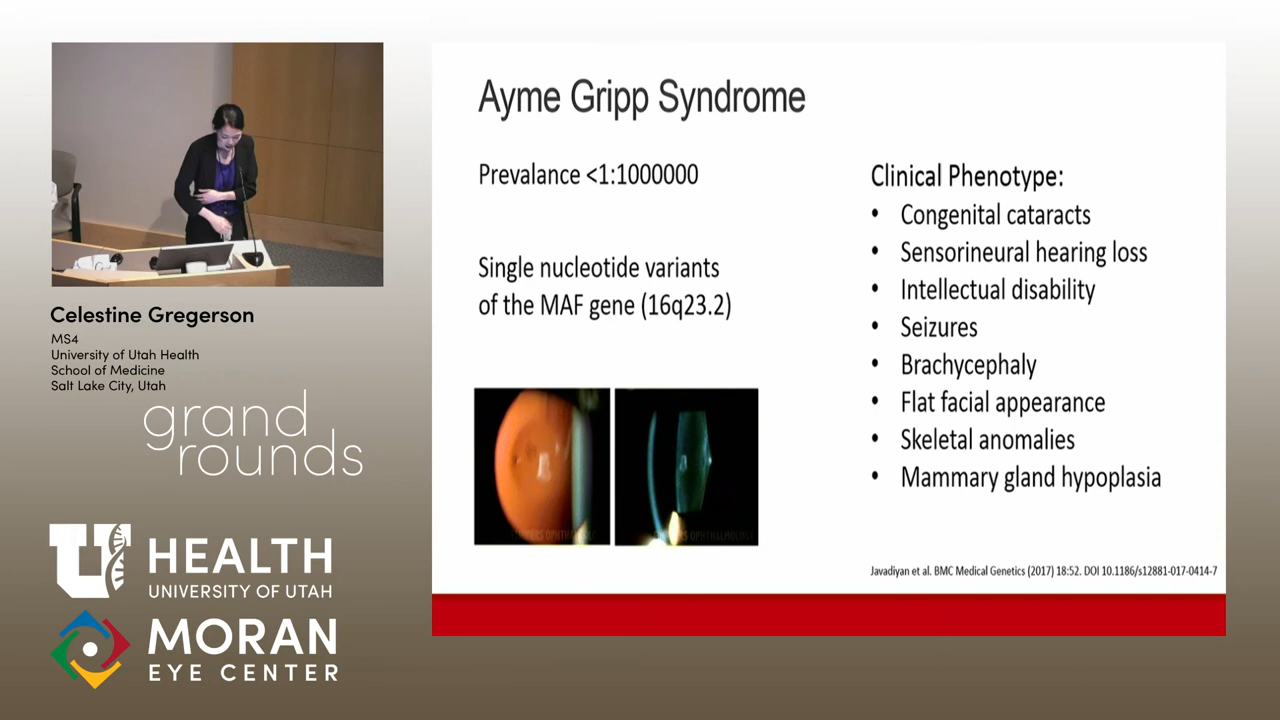 Celestine Gregerson
MS4
University of Utah Health
School of Medicine
Salt Lake City, Utah
grand
rounds
U HEALTH
UNIVERSITY OF UTAH
MORAN
EYE CENTER
Ayme Gripp Syndrome
Prevalance <1:1000000
Single nucleotide variants
of the MAF gene (16q23.2)
Clinical Phenotype:
• Congenital cataracts
• Sensorineural hearing loss
• Intellectual disability
• Seizures
• Brachycephaly
• Flat facial appearance
• Skeletal anomalies
• Mammary gland hypoplasia
Javadiyan et al. BMC Medical Genetics (2017) 18:52. DOI 10.1186/s12881-017-0414-7